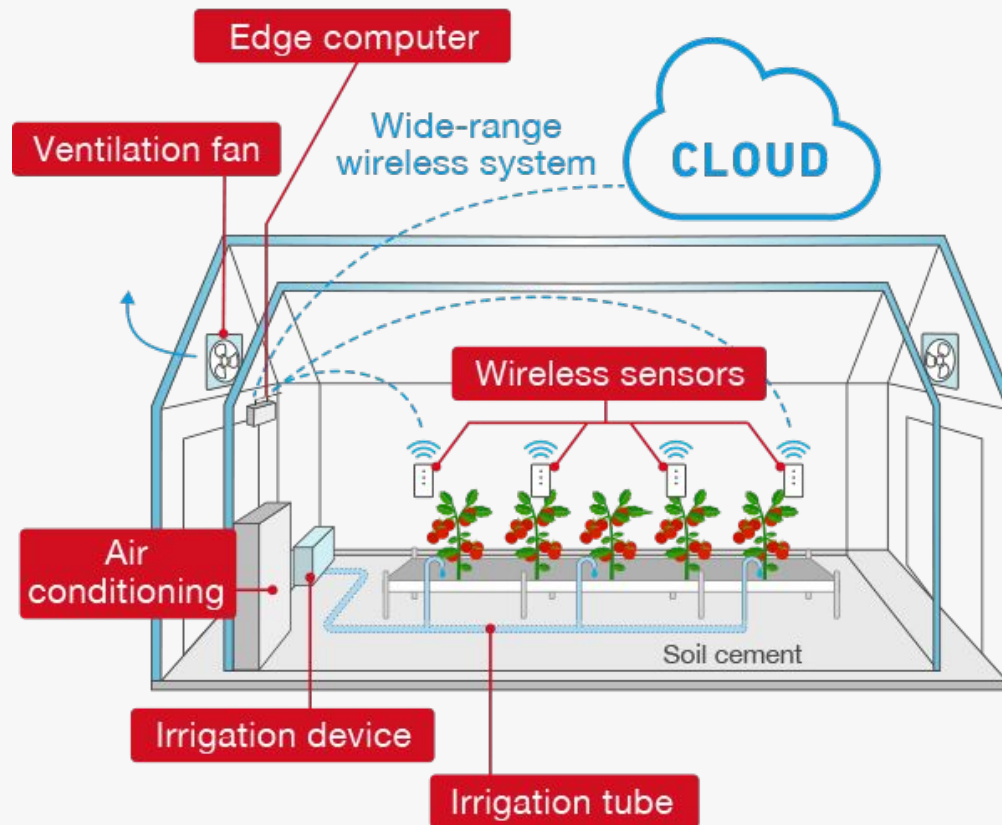 Edge computer
Wide-range
wireless system
CLOUD
Ventilation fan
Wireless sensors
Air
conditioning
Soil cement
Irrigation device
Irrigation tube